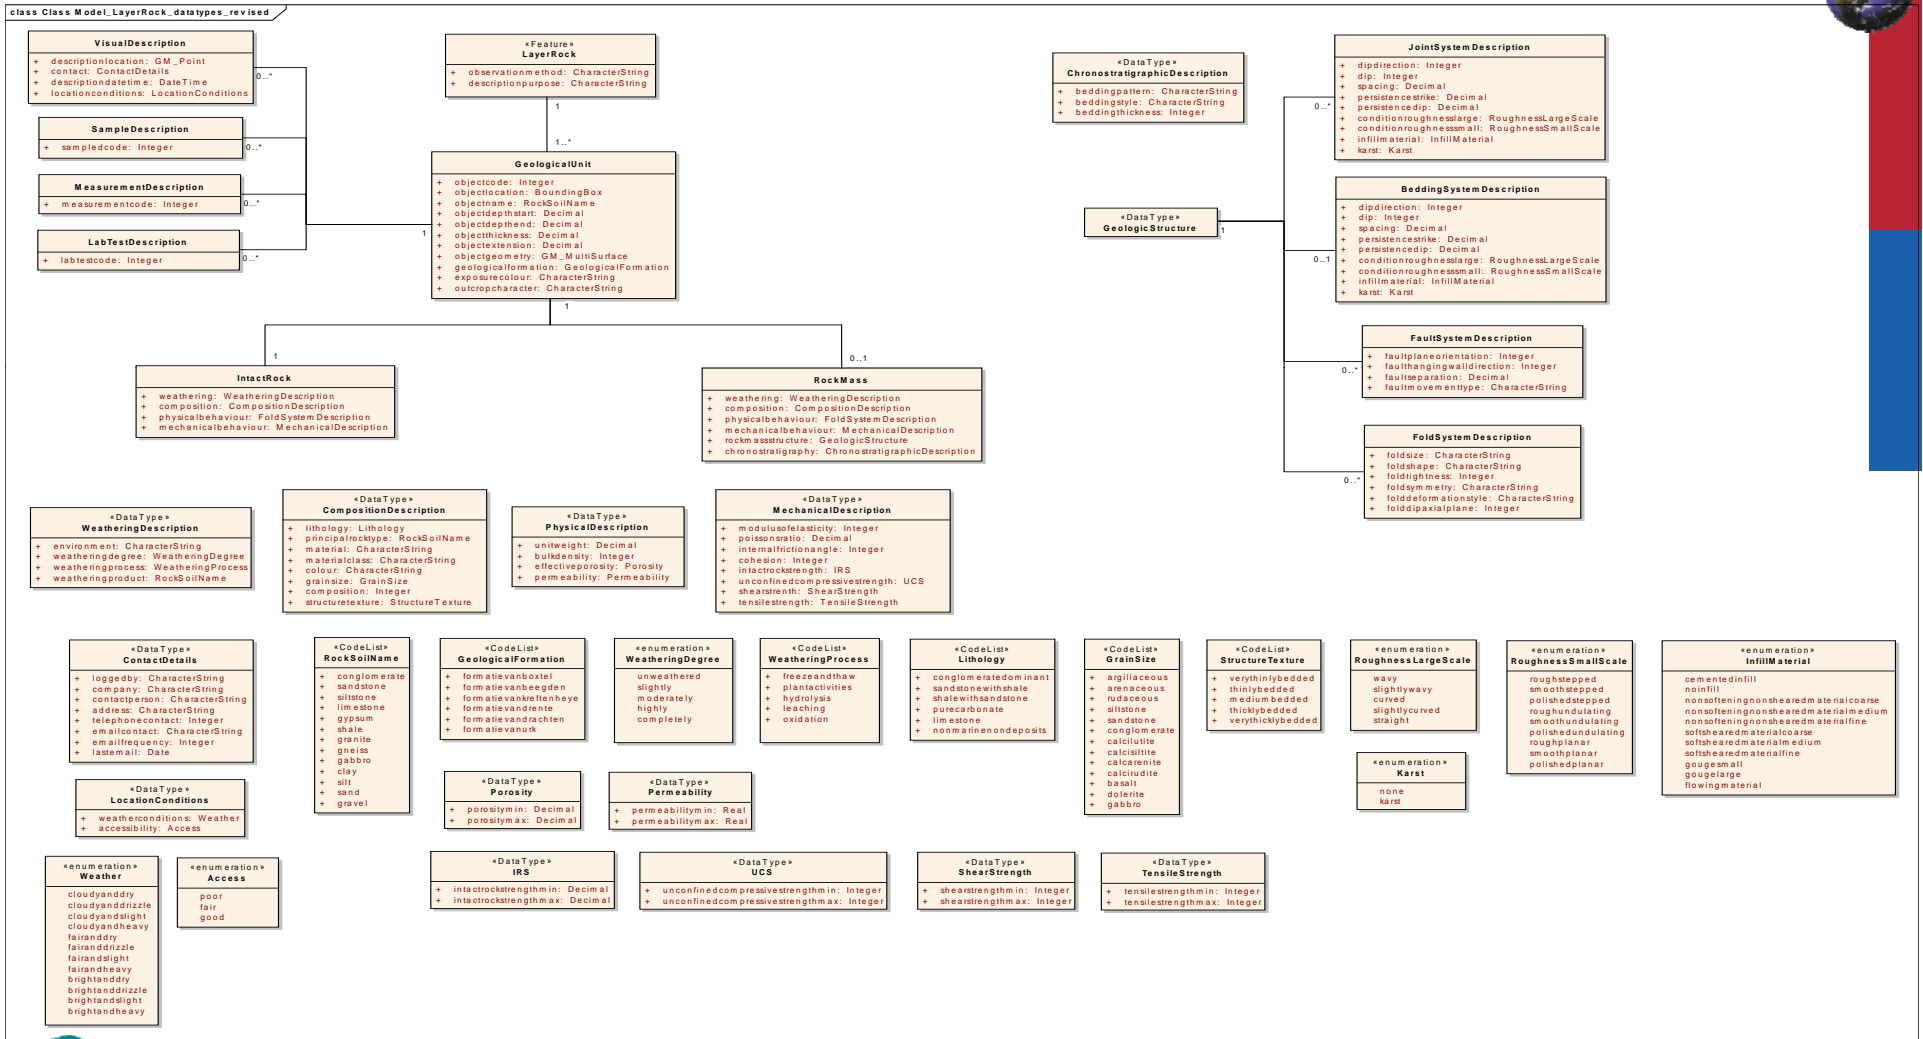 class Class Model_LayerRock_datatypes_revised
VisualDescription
+ descriptionlocation: GM_Point
+ contact: ContactDetails
+ descriptiondatetime: DateTime
+ locationconditions: LocationConditions
0..*
SampleDescription
+ sampledcode: Integer
0..*
MeasurementDescription
+ measurementcode: Integer
0..*
LabTestDescription
+ labtestcode: Integer
0..*
«Feature»
LayerRock
+ observationmethod: CharacterString
+ descriptionpurpose: CharacterString
1
1..*
GeologicalUnit
+ objectcode: Integer
+ objectlocation: BoundingBox
+ objectname: RockSoilName
+ objectdepthstart: Decimal
+ objectdepthend: Decimal
+ objectthickness: Decimal
+ objectextension: Decimal
+ objectgeometry: GM_MultiSurface
+ geologicalformation: GeologicalFormation
+ exposurecolour: CharacterString
+ outcropcharacter: CharacterString
1
1
1
0..1
IntactRock
+ weathering: WeatheringDescription
+ composition: CompositionDescription
+ physicalbehaviour: FoldSystemDescription
+ mechanicalbehaviour: MechanicalDescription
RockMass
+ weathering: WeatheringDescription
+ composition: CompositionDescription
+ physicalbehaviour: FoldSystemDescription
+ mechanicalbehaviour: MechanicalDescription
+ rockmassstructure: GeologicStructure
+ chronostratigraphy: ChronostratigraphicDescription
«DataType»
ChronostratigraphicDescription
+ beddingpattern: CharacterString
+ beddingstyle: CharacterString
+ beddingthickness: Integer
«DataType»
GeologicStructure
1
JointSystemDescription
+ dipdirection: Integer
+ dip: Integer
+ spacing: Decimal
+ persistencestrike: Decimal
+ persistencedip: Decimal
+ conditionroughnesslarge: RoughnessLargeScale
+ conditionroughnesssmall: RoughnessSmallScale
+ infillmaterial: InfillMaterial
+ karst: Karst
0..*
BeddingSystemDescription
+ dipdirection: Integer
+ dip: Integer
+ spacing: Decimal
+ persistencestrike: Decimal
+ persistencedip: Decimal
+ conditionroughnesslarge: RoughnessLargeScale
+ conditionroughnesssmall: RoughnessSmallScale
+ infillmaterial: InfillMaterial
+ karst: Karst
0..1
FaultSystemDescription
+ faultplaneorientation: Integer
+ faulthangingwalldirection: Integer
+ faultseparation: Decimal
+ faultmovementtype: CharacterString
0..*
FoldSystemDescription
+ foldsize: CharacterString
+ foldshape: CharacterString
+ foldtightness: Integer
+ foldsymmetry: CharacterString
+ folddeformationstyle: CharacterString
+ folddipaxialplane: Integer
0..*
«DataType»
WeatheringDescription
+ environment: CharacterString
+ weatheringdegree: WeatheringDegree
+ weatheringprocess: WeatheringProcess
+ weatheringproduct: RockSoilName
«DataType»
CompositionDescription
+ lithology: Lithology
+ principalrocktype: RockSoilName
+ material: CharacterString
+ materialclass: CharacterString
+ colour: CharacterString
+ grainsize: GrainSize
+ composition: Integer
+ structuretexture: StructureTexture
«DataType»
PhysicalDescription
+ unitweight: Decimal
+ bulkdensity: Integer
+ effectiveporosity: Porosity
+ permeability: Permeability
«DataType»
MechanicalDescription
+ modulusofelasticity: Integer
+ poissonsratio: Decimal
+ internalfrictionangle: Integer
+ cohesion: Integer
+ intactrockstrength: IRS
+ unconfinedcompressivestrength: UCS
+ shearstrenth: ShearStrength
+ tensilestrength: TensileStrength
«DataType»
ContactDetails
+ loggedby: CharacterString
+ company: CharacterString
+ contactperson: CharacterString
+ address: CharacterString
+ telephonecontact: Integer
+ emailcontact: CharacterString
+ emailfrequency: Integer
+ lastemail: Date
«CodeList»
RockSoilName
+ conglomerate
+ sandstone
+ siltstone
+ limestone
+ gypsum
+ shale
+ granite
+ gneiss
+ gabbro
+ clay
+ silt
+ sand
+ gravel
«CodeList»
GeologicalFormation
+ formatievanboxtel
+ formatievanbeegden
+ formatievankreftenheye
+ formatievandrente
+ formatievandrachten
+ formatievanurk
«enumeration»
WeatheringDegree
unweathered
slightly
moderately
highly
completely
«CodeList»
WeatheringProcess
+ freezeandthaw
+ plantactivities
+ hydrolysis
+ leaching
+ oxidation
«CodeList»
Lithology
+ conglomeratedominant
+ sandstonewithshale
+ shalewithsandstone
+ purecarbonate
+ limestone
+ nonmarinenondeposits
«CodeList»
GrainSize
+ argillaceous
+ arenaceous
+ rudaceous
+ siltstone
+ sandstone
+ conglomerate
+ calcilutite
+ calcisiltite
+ calcarenite
+ calcirudite
+ basalt
+ dolerite
+ gabbro
«CodeList»
StructureTexture
+ verythinlybedded
+ thinlybedded
+ mediumbedded
+ thicklybedded
+ verythicklybedded
«enumeration»
RoughnessLargeScale
wavy
slightlywavy
curved
slightlycurved
straight
«enumeration»
RoughnessSmallScale
roughstepped
smoothstepped
polishedstepped
roughundulating
smoothundulating
polishedundulating
roughplanar
smoothplanar
polishedplanar
«enumeration»
InfillMaterial
cementedinfill
noinfill
nonsofteningnonshearedmaterialcoarse
nonsofteningnonshearedmaterialmedium
nonsofteningnonshearedmaterialfine
softshearedmaterialcoarse
softshearedmaterialmedium
softshearedmaterialfine
gougesmall
gougelarge
flowingmaterial
«enumeration»
Karst
none
karst
«DataType»
LocationConditions
+ weatherconditions: Weather
+ accessibility: Access
«DataType»
Porosity
+ porositymin: Decimal
+ porositymax: Decimal
«DataType»
Permeability
+ permeabilitymin: Real
+ permeabilitymax: Real
«enumeration»
Weather
cloudyanddry
cloudyanddrizzle
cloudyandslight
cloudyandheavy
fairanddry
fairanddrizzle
fairandslight
fairandheavy
brightanddry
brightanddrizzle
brightandslight
brightandheavy
«enumeration»
Access
poor
fair
good
«DataType»
IRS
+ intactrockstrengthmin: Decimal
+ intactrockstrengthmax: Decimal
«DataType»
UCS
+ unconfinedcompressivestrengthmin: Integer
+ unconfinedcompressivestrengthmax: Integer
«DataType»
ShearStrength
+ shearstrengthmin: Integer
+ shearstrengthmax: Integer
«DataType»
TensileStrength
+ tensilestrengthmin: Integer
+ tensilestrengthmax: Integer